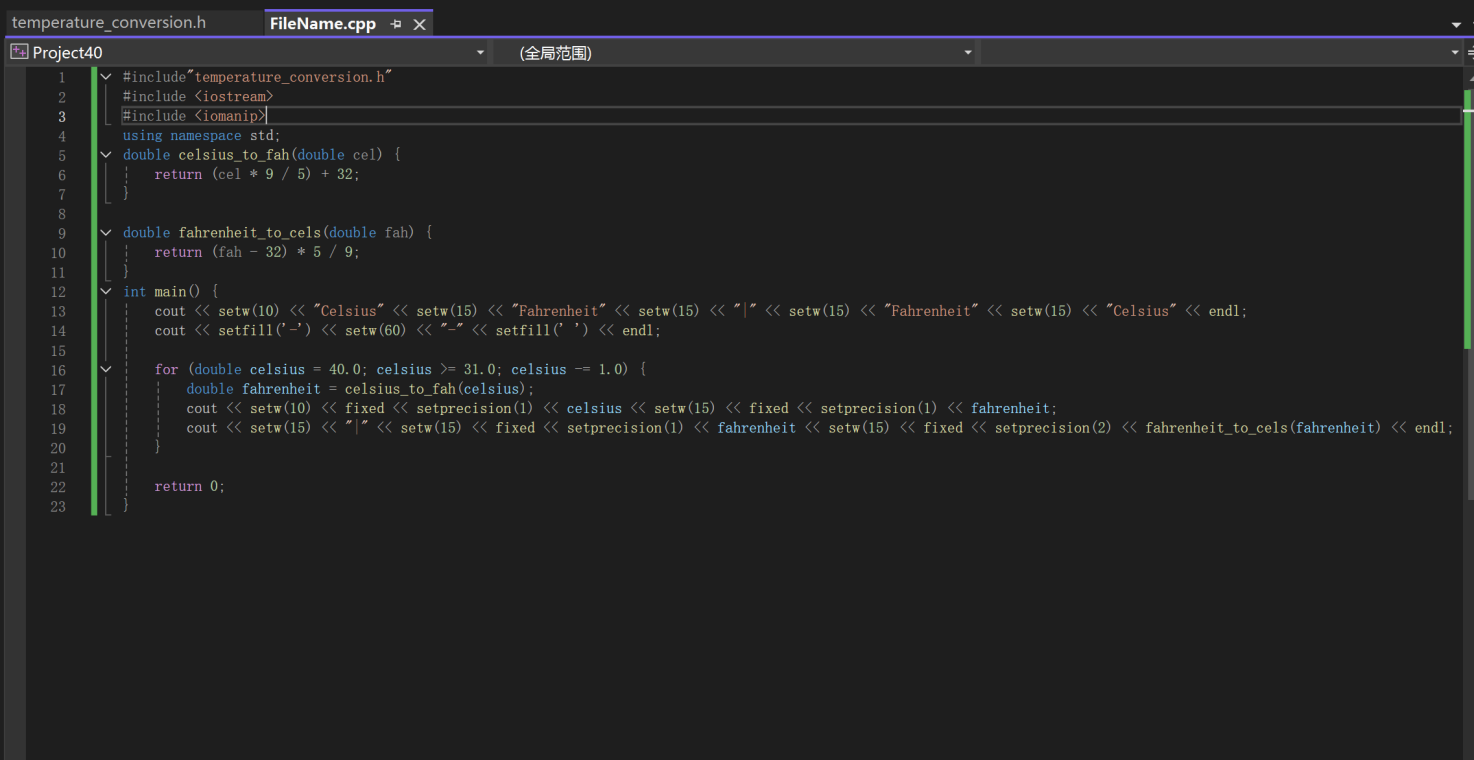 temperature_conversion.h FileName.cpp
Project40 (全局范围)
1 #include"temperature_conversion.h"
2 #include <iostream>
3 #include <iomanip>
4 using namespace std;
5 double celsius_to_fah(double cel) {
6 return (cel * 9 / 5) + 32;
7 }
8
9 double fahrenheit_to_cels(double fah) {
10 return (fah - 32) * 5 / 9;
11 }
12 int main() {
13 cout << setw(10) << "Celsius" << setw(15) << "Fahrenheit" << setw(15) << "|" << setw(15) << "Fahrenheit" << setw(15) << "Celsius" << endl;
14 cout << setfill('-') << setw(60) << "-" << setfill(' ') << endl;
15
16 for (double celsius = 40.0; celsius >= 31.0; celsius -= 1.0) {
17 double fahrenheit = celsius_to_fah(celsius);
18 cout << setw(10) << fixed << setprecision(1) << celsius << setw(15) << fixed << setprecision(1) << fahrenheit;
19 cout << setw(15) << "|" << setw(15) << fixed << setprecision(1) << fahrenheit << setw(15) << fixed << setprecision(2) << fahrenheit_to_cels(fahrenheit) << endl;
20 }
21
22 return 0;
23 }